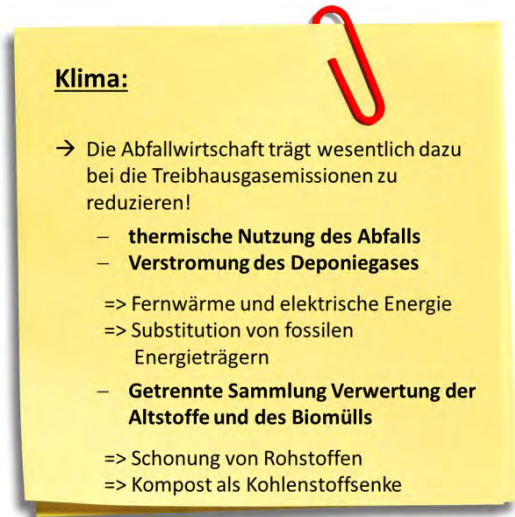 Klima:
→ Die Abfallwirtschaft trägt wesentlich dazu
bei die Treibhausgasemissionen zu
reduzieren!
– thermische Nutzung des Abfalls
– Verstromung des Deponiegases
=> Fernwärme und elektrische Energie
=> Substitution von fossilen
Energieträgern
– Getrennte Sammlung Verwertung der
Altstoffe und des Biomülls
=> Schonung von Rohstoffen
=> Kompost als Kohlenstoffsenke